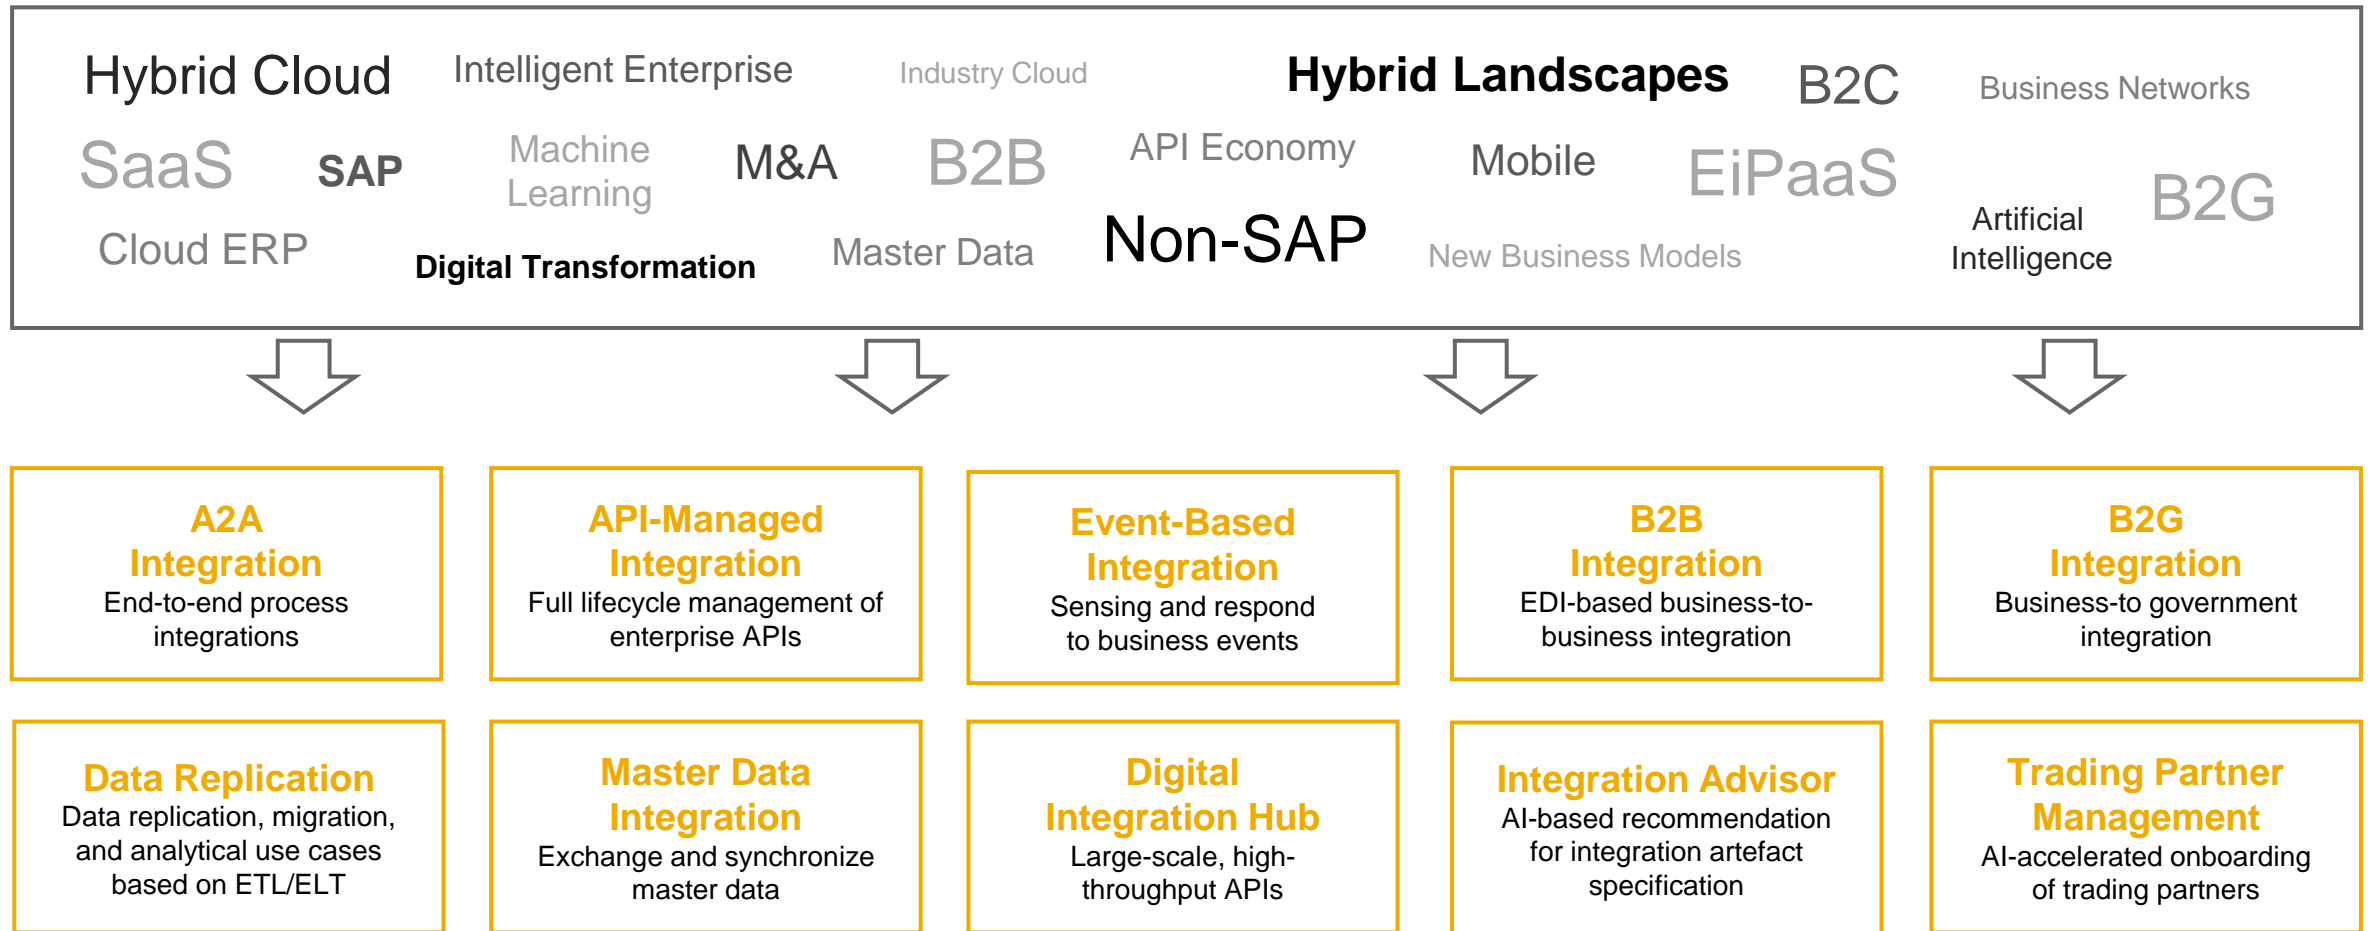 Hybrid Cloud
Intelligent Enterprise
Industry Cloud
Hybrid Landscapes
B2C
Business Networks
SaaS
SAP
Machine
Learning
M&A
B2B
API Economy
Mobile
EiPaaS
B2G
Cloud ERP
Digital Transformation
Master Data
Non-SAP
New Business Models
Artificial
Intelligence
A2A
Integration
End-to-end process
integrations
API-Managed
Integration
Full lifecycle management of
enterprise APIs
Event-Based
Integration
Sensing and respond
to business events
B2B
Integration
EDI-based business-to-
business integration
B2G
Integration
Business-to government
integration
Data Replication
Data replication, migration,
and analytical use cases
based on ETL/ELT
Master Data
Integration
Exchange and synchronize
master data
Digital
Integration Hub
Large-scale, high-
throughput APIs
Integration Advisor
AI-based recommendation
for integration artefact
specification
Trading Partner
Management
AI-accelerated onboarding
of trading partners